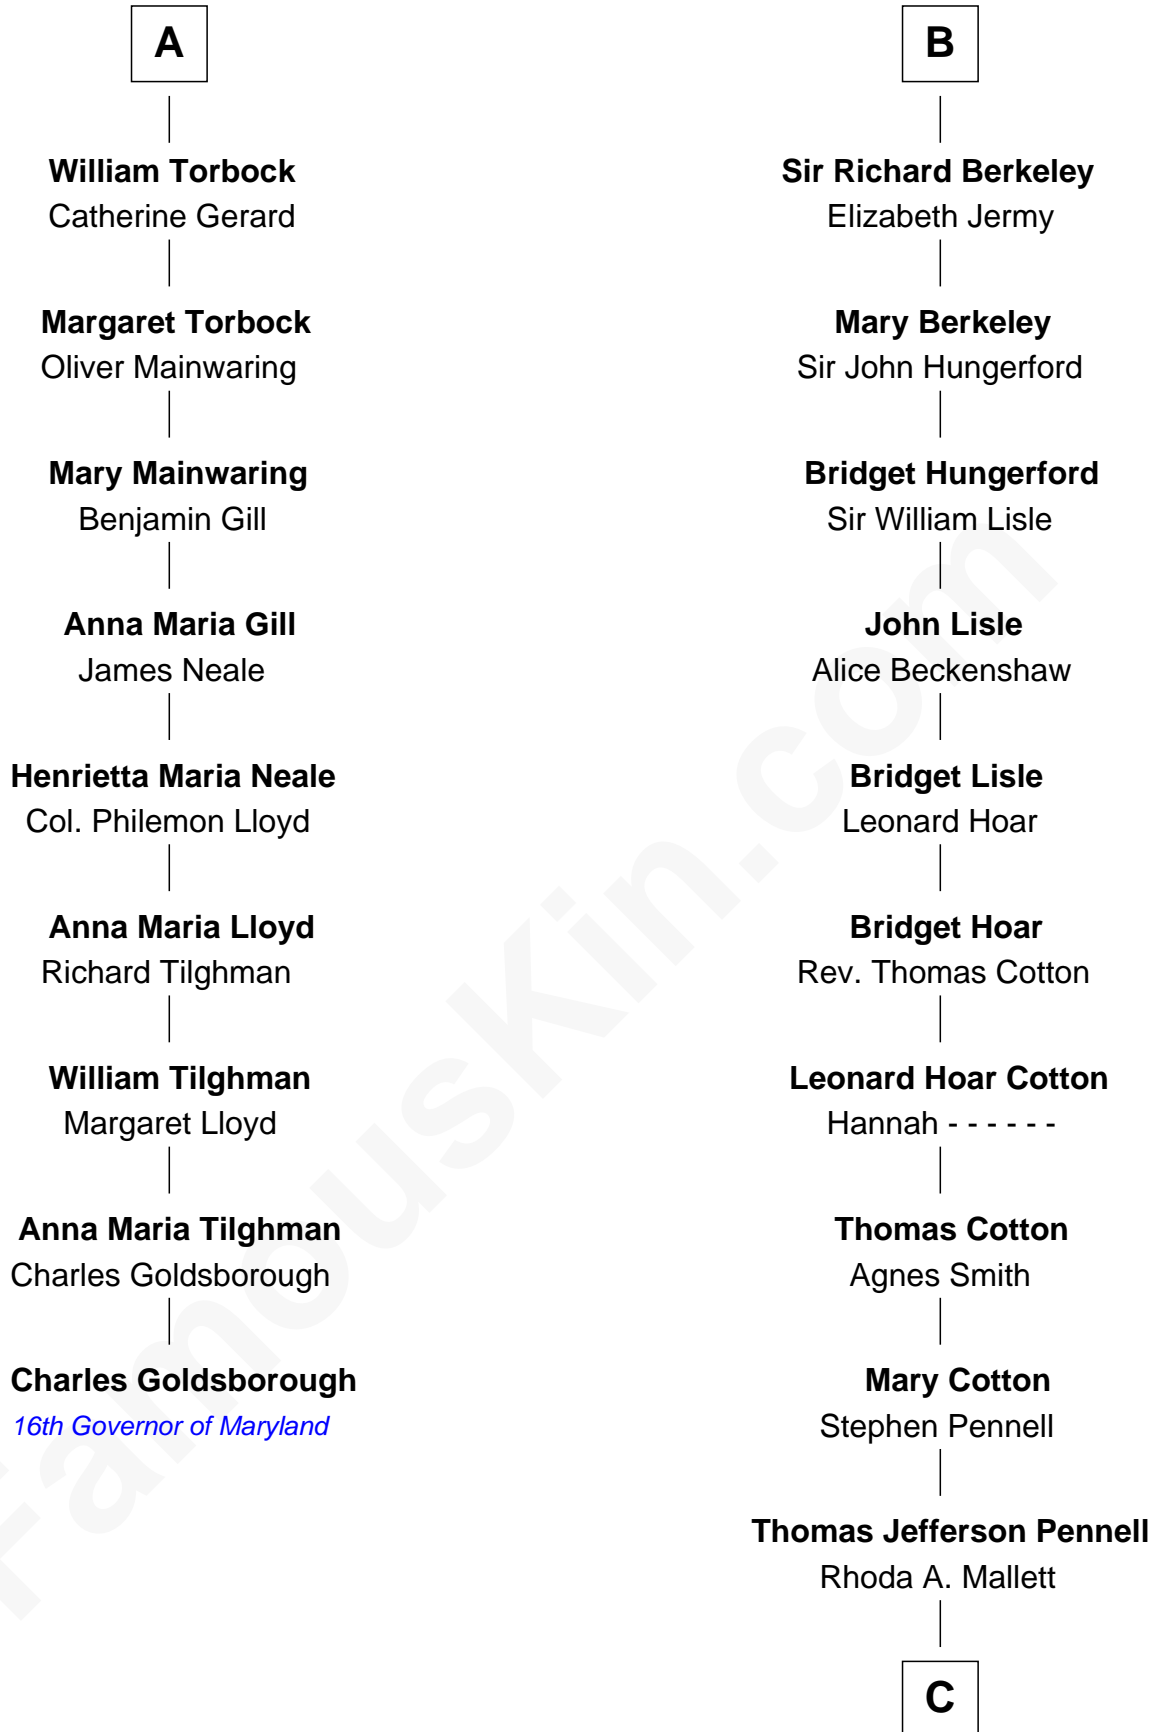 A
William Torbock
Catherine Gerard
Margaret Torbock
Oliver Mainwaring
Mary Mainwaring
Benjamin Gill
Anna Maria Gill
James Neale
Henrietta Maria Neale
Col. Philemon Lloyd
Anna Maria Lloyd
Richard Tilghman
William Tilghman
Margaret Lloyd
Anna Maria Tilghman
Charles Goldsborough
Charles Goldsborough
16th Governor of Maryland
B
Sir Richard Berkeley
Elizabeth Jermy
Mary Berkeley
Sir John Hungerford
Bridget Hungerford
Sir William Lisle
John Lisle
Alice Beckenshaw
Bridget Lisle
Leonard Hoar
Bridget Hoar
Rev. Thomas Cotton
Leonard Hoar Cotton
Hannah - - - - - -
Thomas Cotton
Agnes Smith
Mary Cotton
Stephen Pennell
Thomas Jefferson Pennell
Rhoda A. Mallett
C
FamousKin.com